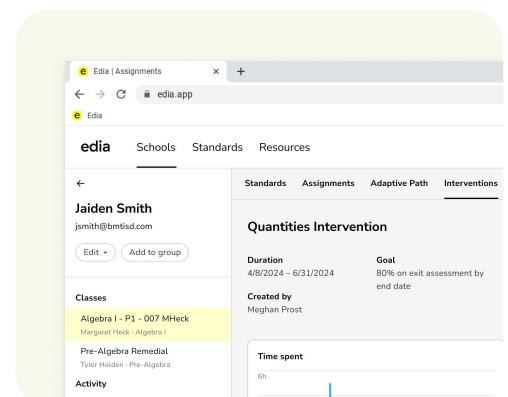 e Edia | Assignments
edia.app
e Edia
edia Schools Standards Resources
Standards Assignments Adaptive Path Interventions
Jaiden Smith
jsmith@bmtisd.com
Edit Add to group
Classes
Algebra I - P1 - 007 MHeck
Margaret Heck · Algebra I
Pre-Algebra Remedial
Tyler Holden · Pre-Algebra
Activity
Quantities Intervention
Duration
4/8/2024 – 6/31/2024
Goal
80% on exit assessment by
end date
Created by
Meghan Prost
Time spent
6h